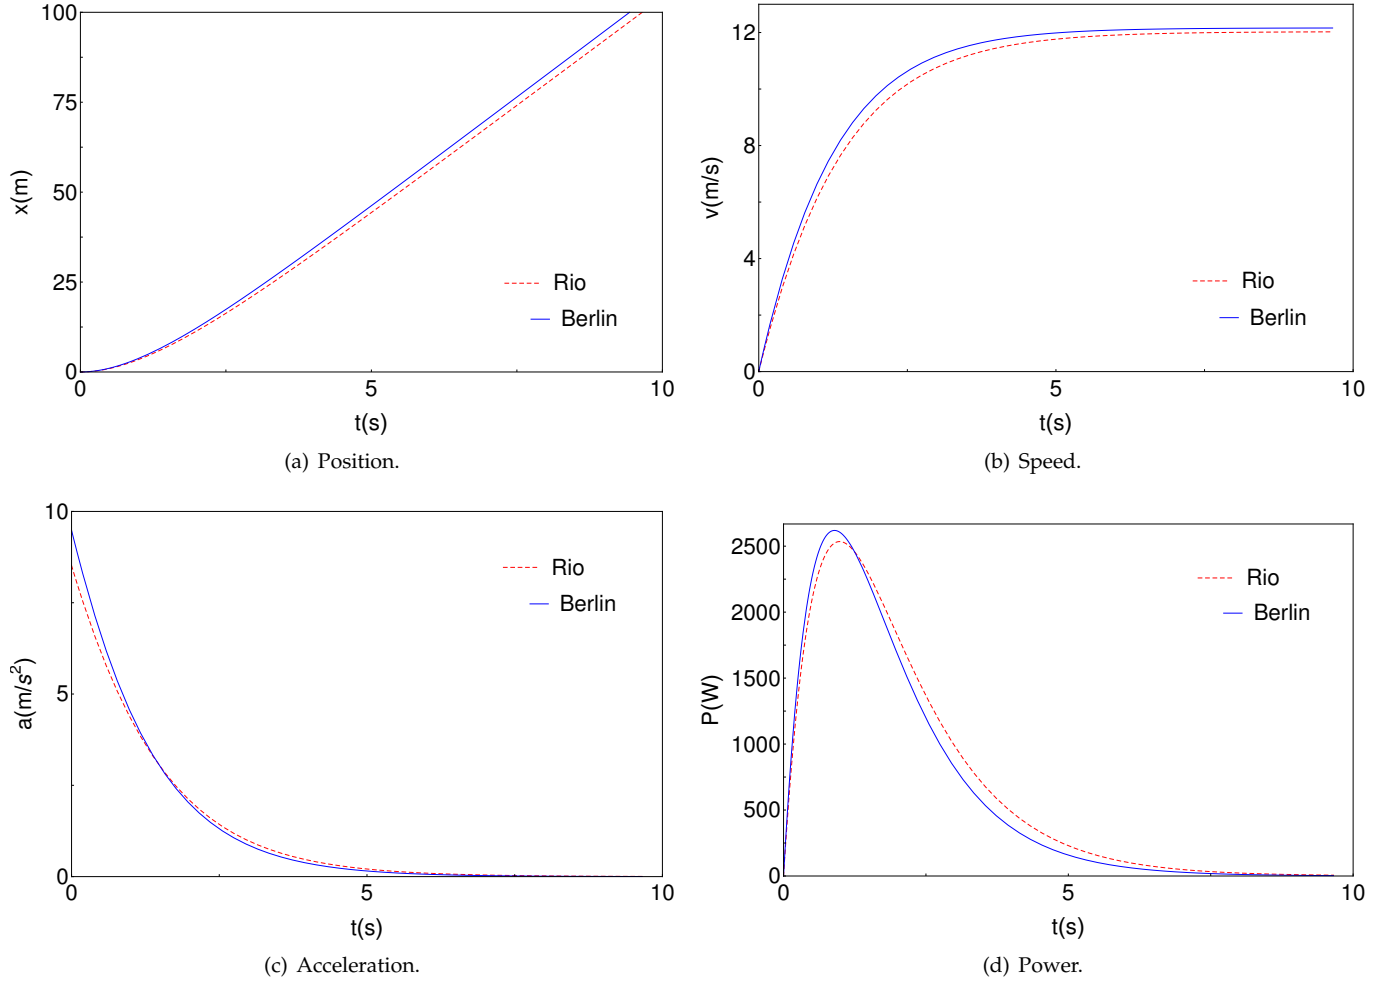 100
75
50
25
0
x(m)
0
5
10
t(s)
Rio
Berlin
(a) Position.
12
8
4
0
v(m/s)
0
5
10
t(s)
Rio
Berlin
(b) Speed.
10
5
0
a(m/s²)
0
5
10
t(s)
Rio
Berlin
(c) Acceleration.
2500
2000
1500
1000
500
0
P(W)
0
5
10
t(s)
Rio
Berlin
(d) Power.